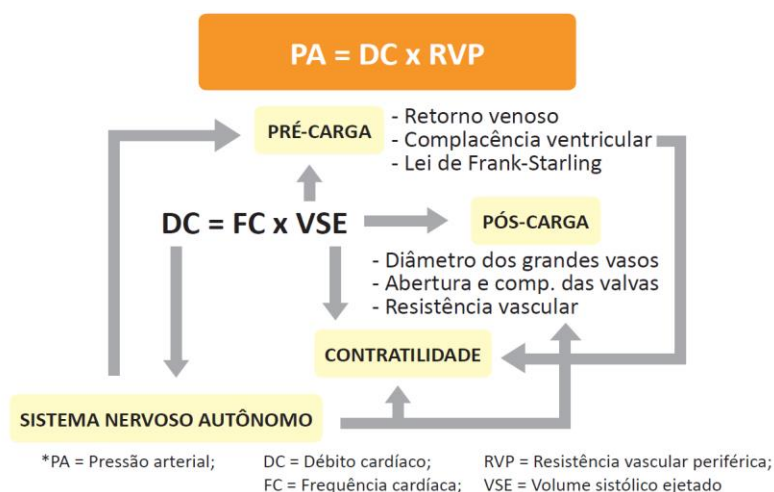 PA = DC x RVP
PRÉ-CARGA
- Retorno venoso
- Complacência ventricular
- Lei de Frank-Starling
DC = FC x VSE
PÓS-CARGA
- Diâmetro dos grandes vasos
- Abertura e comp. das valvas
- Resistência vascular
CONTRATILIDADE
SISTEMA NERVOSO AUTÔNOMO
*PA = Pressão arterial; DC = Débito cardíaco; RVP = Resistência vascular periférica;
FC = Frequência cardíaca; VSE = Volume sistólico ejetado